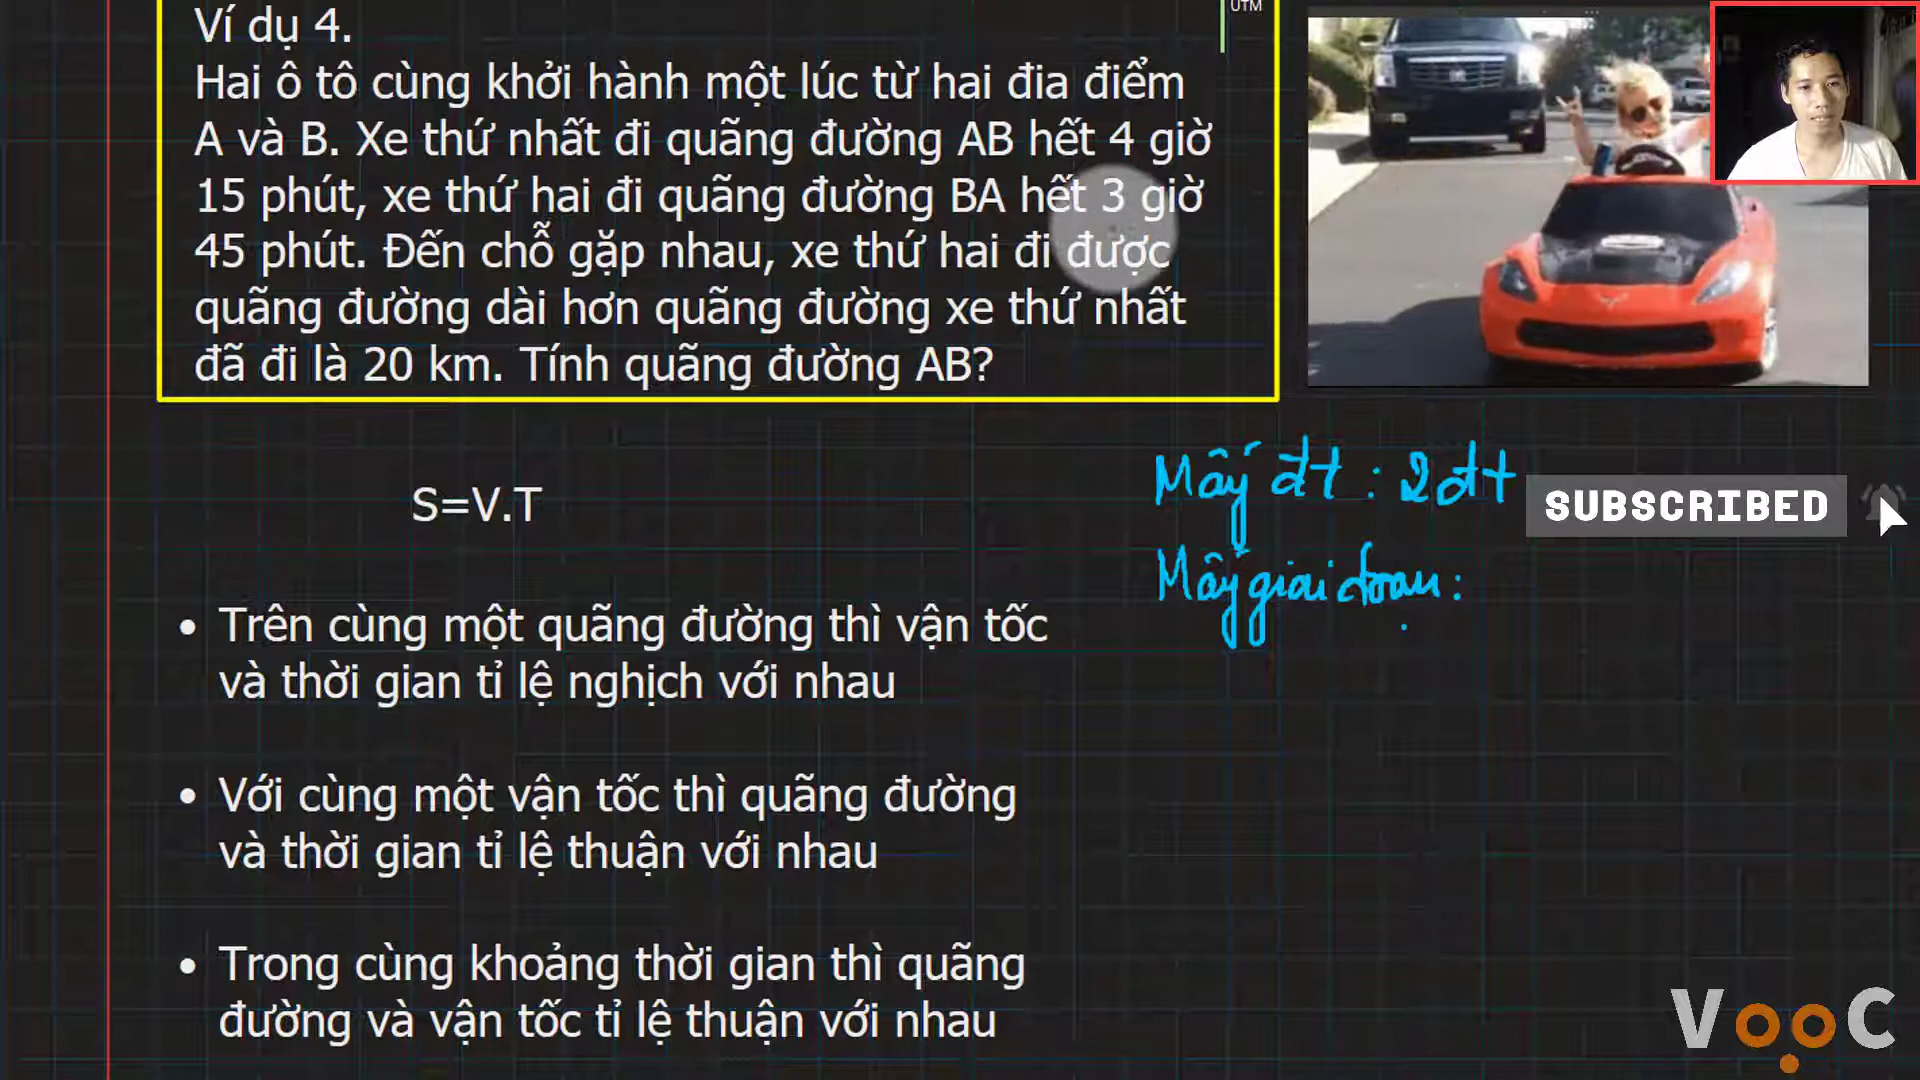 UTM
Ví dụ 4.
Hai ô tô cùng khởi hành một lúc từ hai đia điểm
A và B. Xe thứ nhất đi quãng đường AB hết 4 giờ
15 phút, xe thứ hai đi quãng đường BA hết 3 giờ
45 phút. Đến chỗ gặp nhau, xe thứ hai đi được
quãng đường dài hơn quãng đường xe thứ nhất
đã đi là 20 km. Tính quãng đường AB?
S=V.T
Mấy đt : 2đt
SUBSCRIBED
Mấy giai đoạn :
• Trên cùng một quãng đường thì vận tốc
và thời gian tỉ lệ nghịch với nhau
• Với cùng một vận tốc thì quãng đường
và thời gian tỉ lệ thuận với nhau
• Trong cùng khoảng thời gian thì quãng
đường và vận tốc tỉ lệ thuận với nhau
VooC